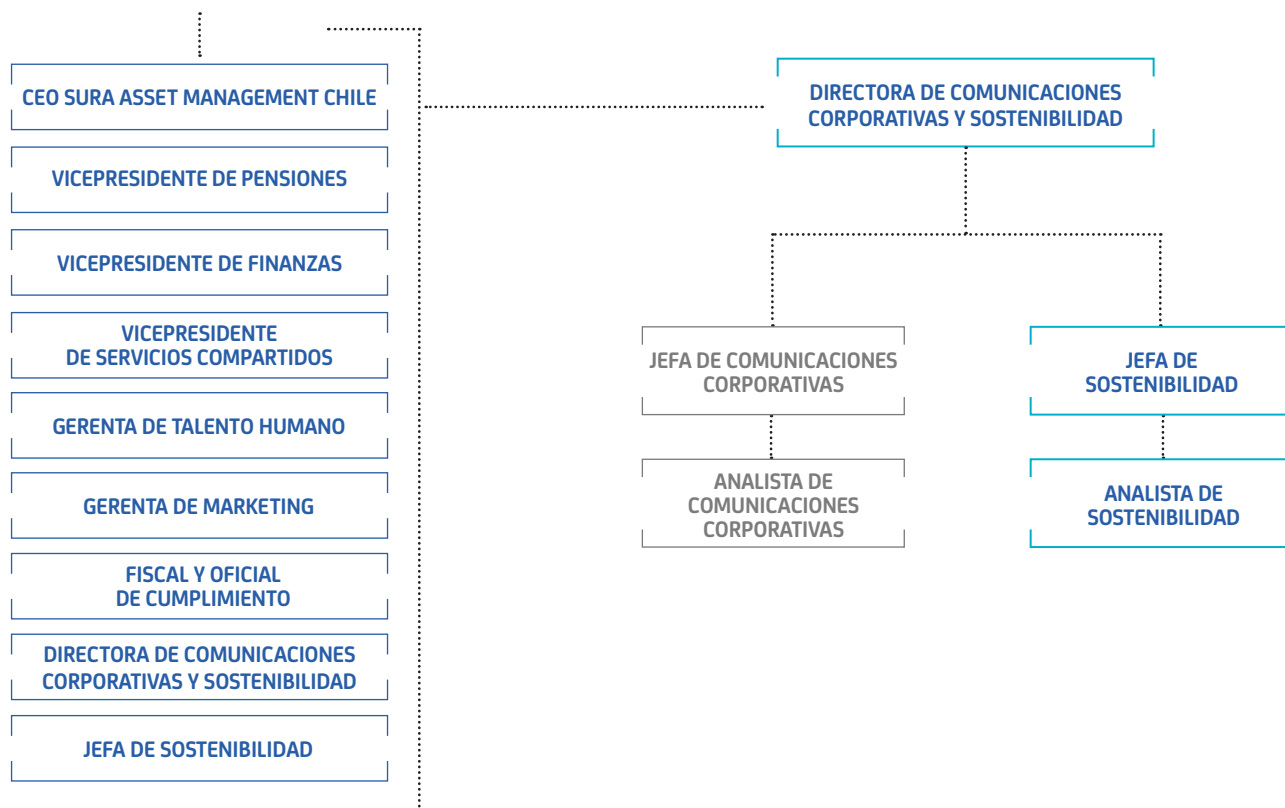 CEO SURA ASSET MANAGEMENT CHILE
VICEPRESIDENTE DE PENSIONES
VICEPRESIDENTE DE FINANZAS
VICEPRESIDENTE
DE SERVICIOS COMPARTIDOS
GERENTA DE TALENTO HUMANO
GERENTA DE MARKETING
FISCAL Y OFICIAL
DE CUMPLIMIENTO
DIRECTORA DE COMUNICACIONES
CORPORATIVAS Y SOSTENIBILIDAD
JEFA DE SOSTENIBILIDAD
DIRECTORA DE COMUNICACIONES
CORPORATIVAS Y SOSTENIBILIDAD
JEFA DE COMUNICACIONES
CORPORATIVAS
ANALISTA DE
COMUNICACIONES
CORPORATIVAS
JEFA DE
SOSTENIBILIDAD
ANALISTA DE
SOSTENIBILIDAD